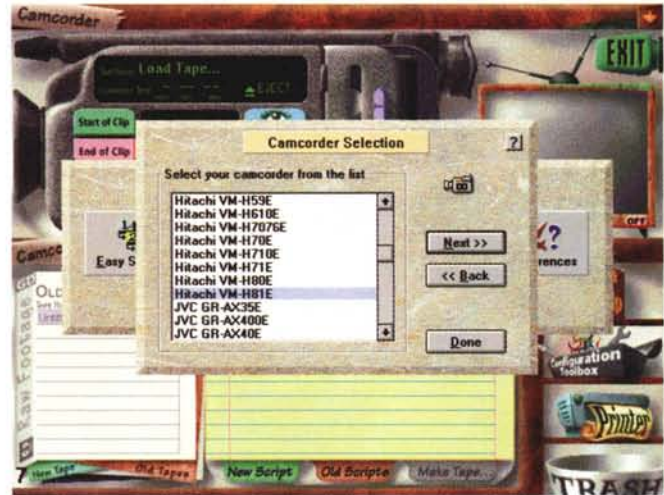 Camcorder
Load Tape...
EJECT
EXIT
Start of Clip
End of Clip
OFF
Camcorder Selection
?
Select your camcorder from the list
Hitachi VM-H59E
Hitachi VM-H610E
Hitachi VM-H7076E
Hitachi VM-H70E
Hitachi VM-H710E
Hitachi VM-H71E
Hitachi VM-H80E
Hitachi VM-H81E
JVC GR-AX35E
JVC GR-AX400E
JVC GR-AX40E
Next >>
<< Back
Done
Easy S
?
rences
Camc
OLD
Raw Footage
Configuration
Toolbox
Printer
TRASH
7
New Tape
Old Tapes
New Script
Old Scripts
Make Tape...